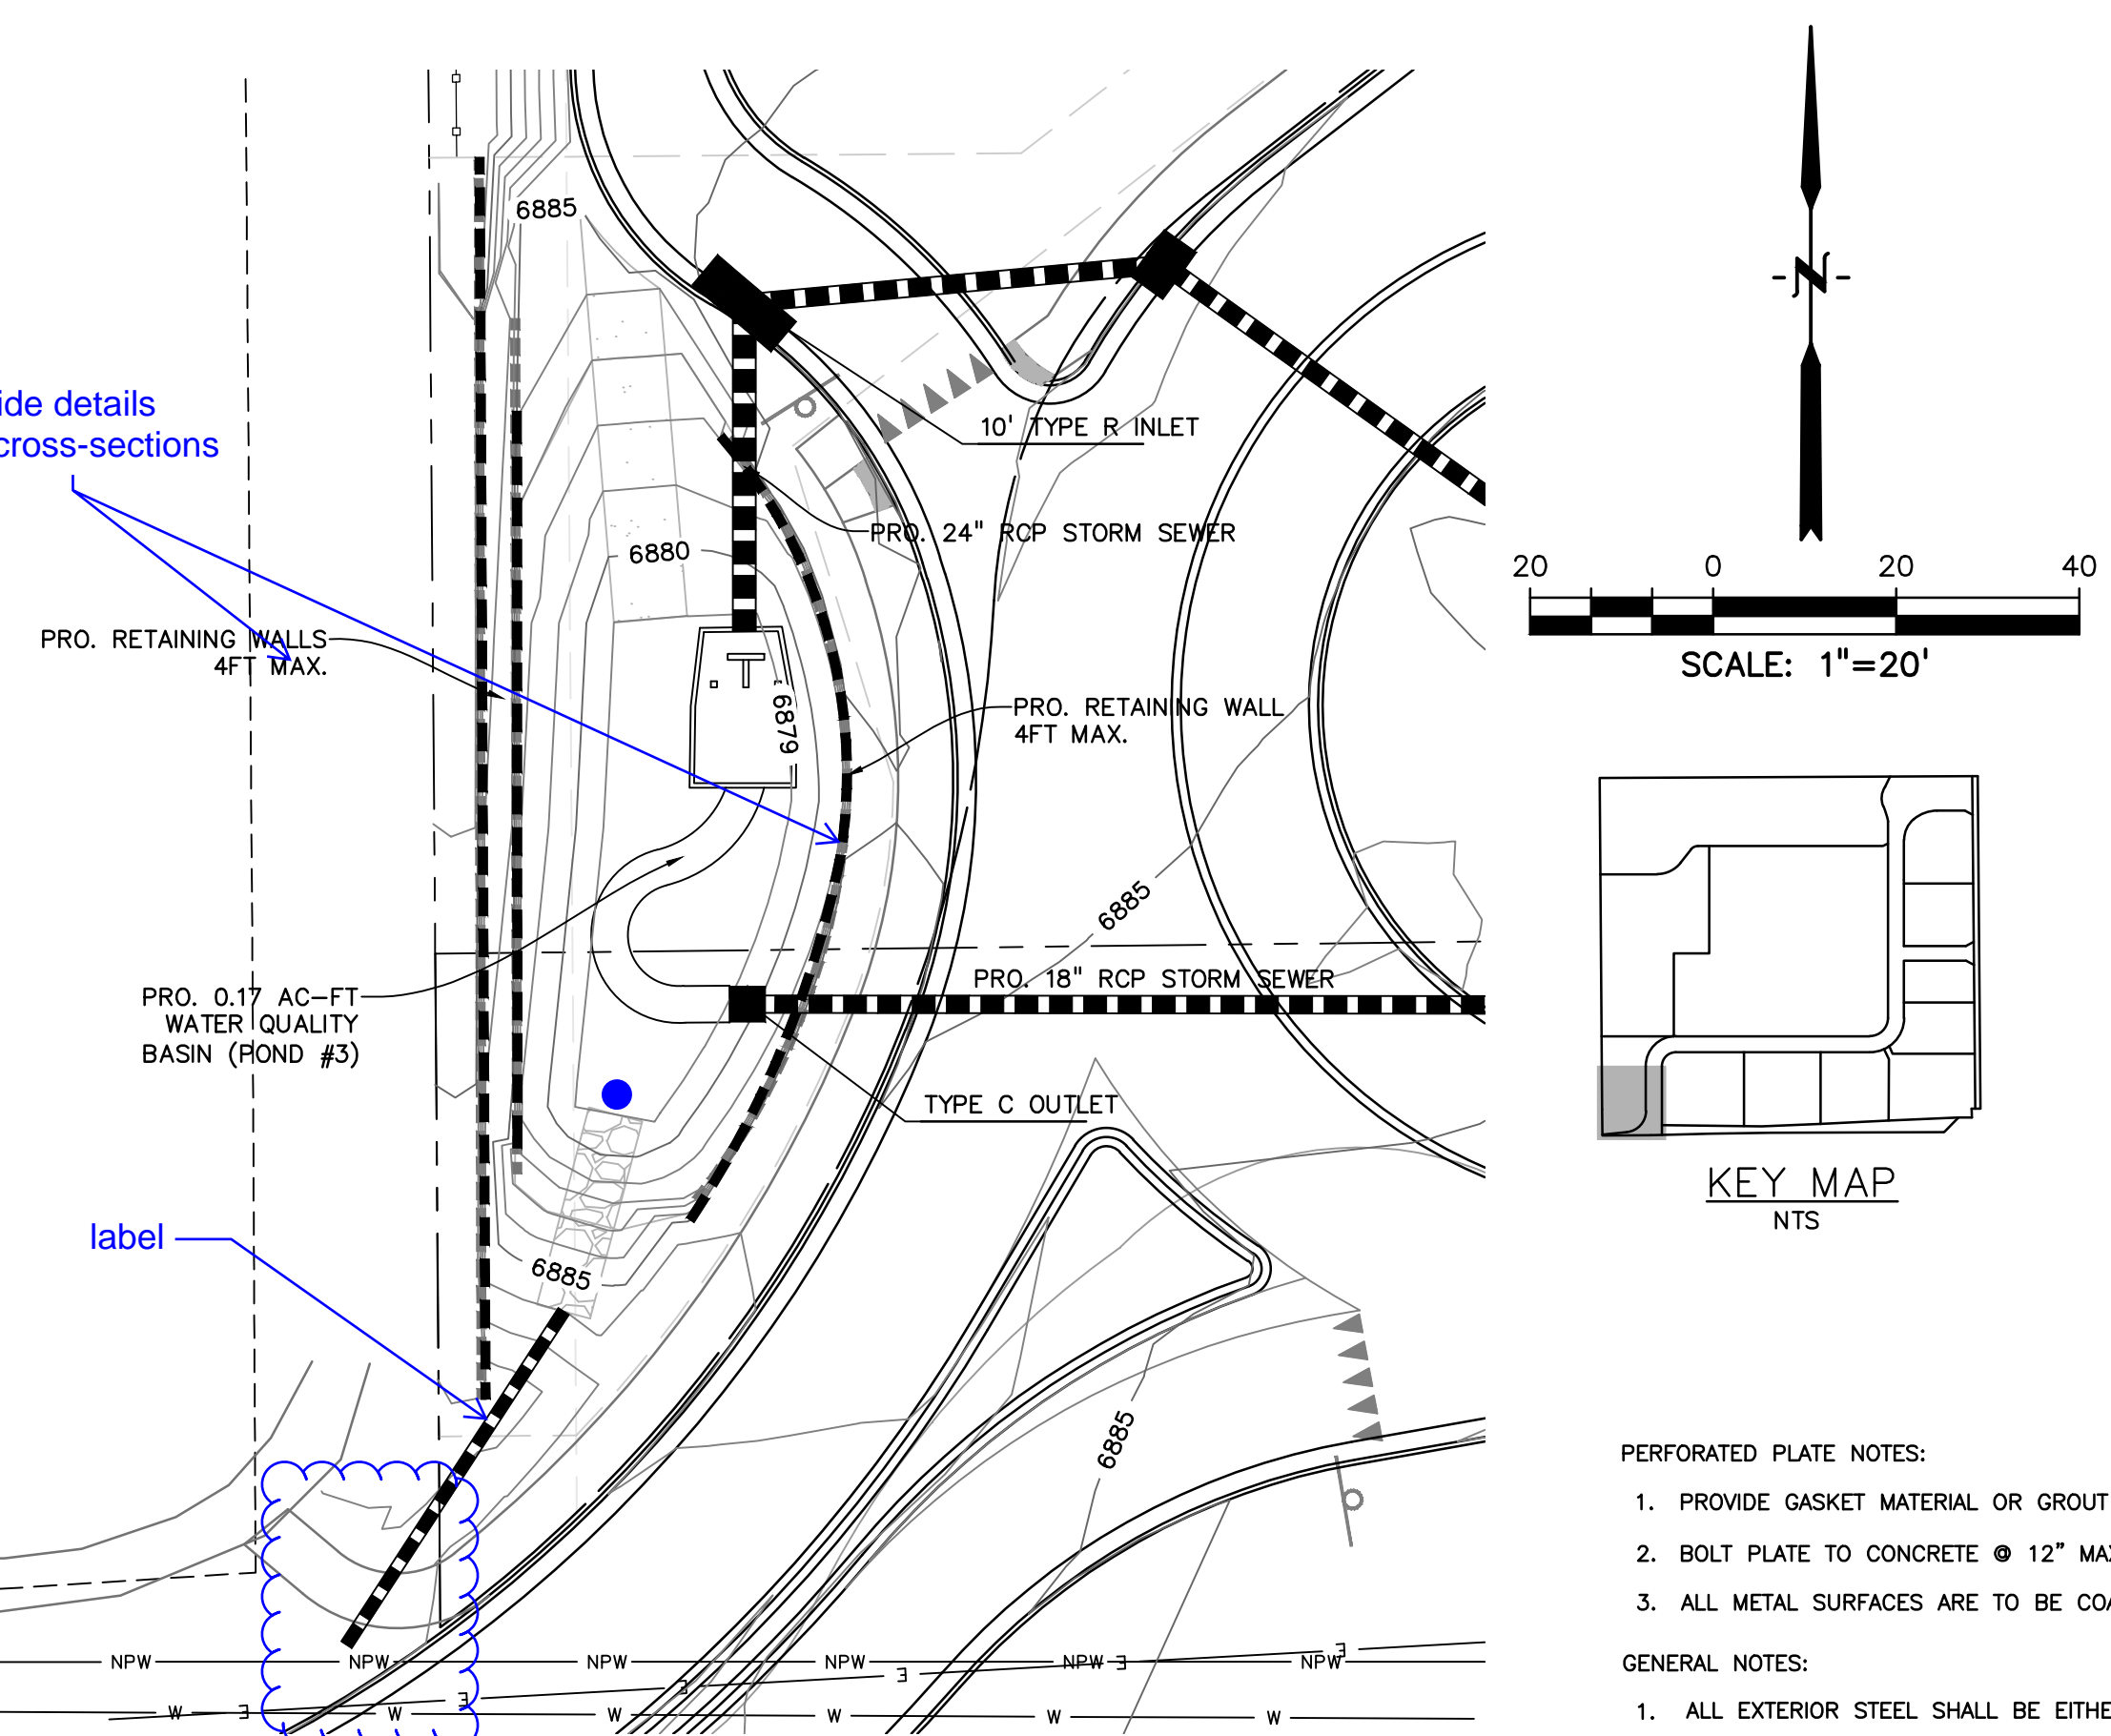 6885
ide details
cross-sections
10' TYPE R INLET
PRO. 24" RCP STORM SEWER
6880
PRO. RETAINING WALLS
4FT MAX.
6879
PRO. RETAINING WALL
4FT MAX.
6885
PRO. 18" RCP STORM SEWER
PRO. 0.17 AC-FT
WATER QUALITY
BASIN (POND #3)
TYPE C OUTLET
label
6885
6885
NPW NPW NPW NPW NPW NPW
E E E E E E
W W W W W W
N
20 0 20 40
SCALE: 1"=20'
KEY MAP
NTS
PERFORATED PLATE NOTES:
1. PROVIDE GASKET MATERIAL OR GROUT
2. BOLT PLATE TO CONCRETE @ 12” MAX
3. ALL METAL SURFACES ARE TO BE COA
GENERAL NOTES:
1. ALL EXTERIOR STEEL SHALL BE EITHE